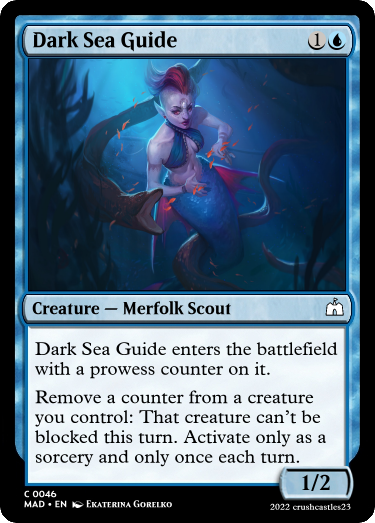 Dark Sea Guide 1
Creature — Merfolk Scout
Dark Sea Guide enters the battlefield
with a prowess counter on it.
Remove a counter from a creature
you control: That creature can't be
blocked this turn. Activate only as a
sorcery and only once each turn.
1/2
C 0046
MAD • EN Ekaterina Gorelko
2022 crushcastles23